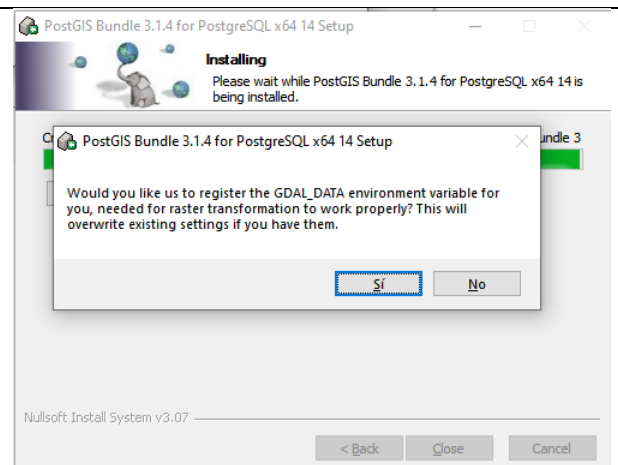 PostGIS Bundle 3.1.4 for PostgreSQL x64 14 Setup
Installing
Please wait while PostGIS Bundle 3.1.4 for PostgreSQL x64 14 is
being installed.
undle 3
PostGIS Bundle 3.1.4 for PostgreSQL x64 14 Setup
Would you like us to register the GDAL_DATA environment variable for
you, needed for raster transformation to work properly? This will
overwrite existing settings if you have them.
Sí No
Nullsoft Install System v3.07
< Back Close Cancel